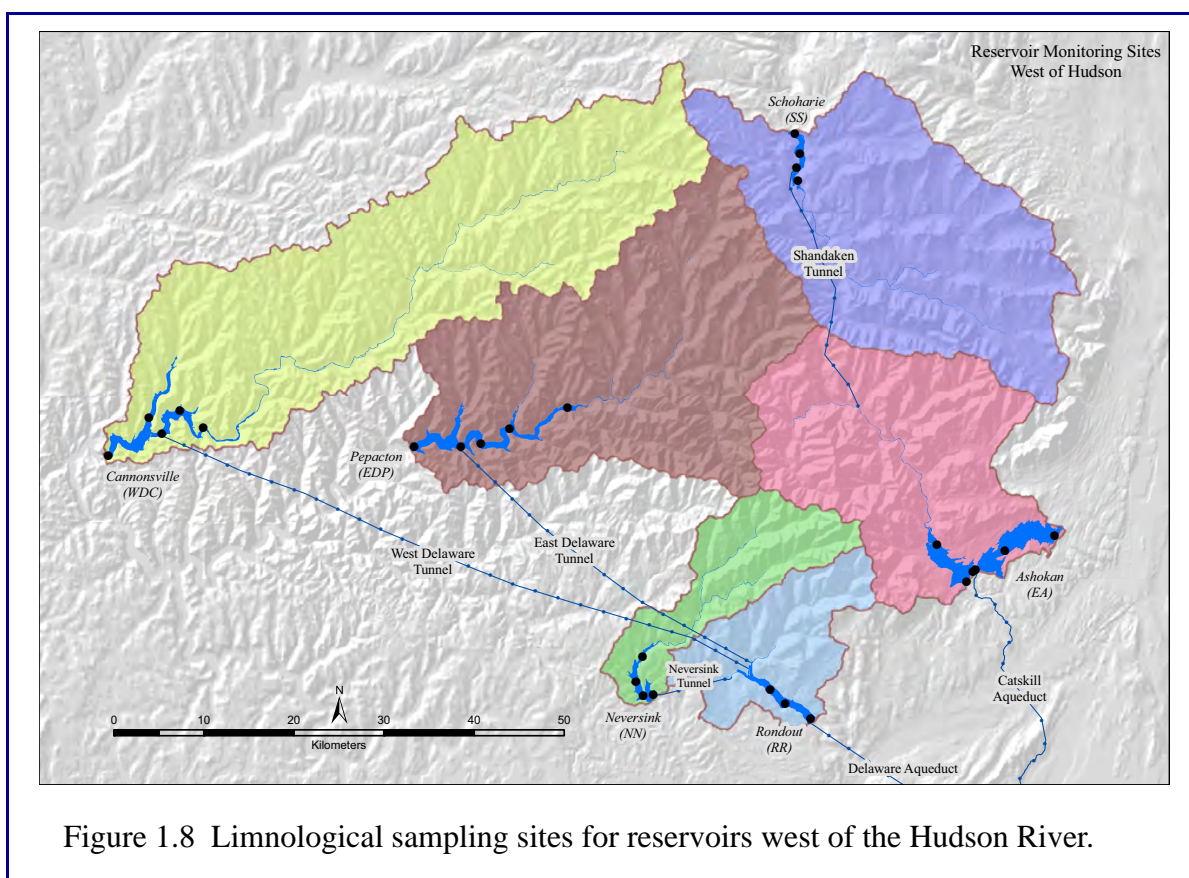 Reservoir Monitoring Sites
West of Hudson
Schoharie
(SS)
Shandaken
Tunnel
Cannonsville
(WDC)
Pepacton
(EDP)
West Delaware
Tunnel
East Delaware
Tunnel
Ashokan
(EA)
Neversink
Tunnel
Catskill
Aqueduct
Neversink
(NN)
Rondout
(RR)
Delaware Aqueduct
N
0 10 20 30 40 50
Kilometers
Figure 1.8 Limnological sampling sites for reservoirs west of the Hudson River.